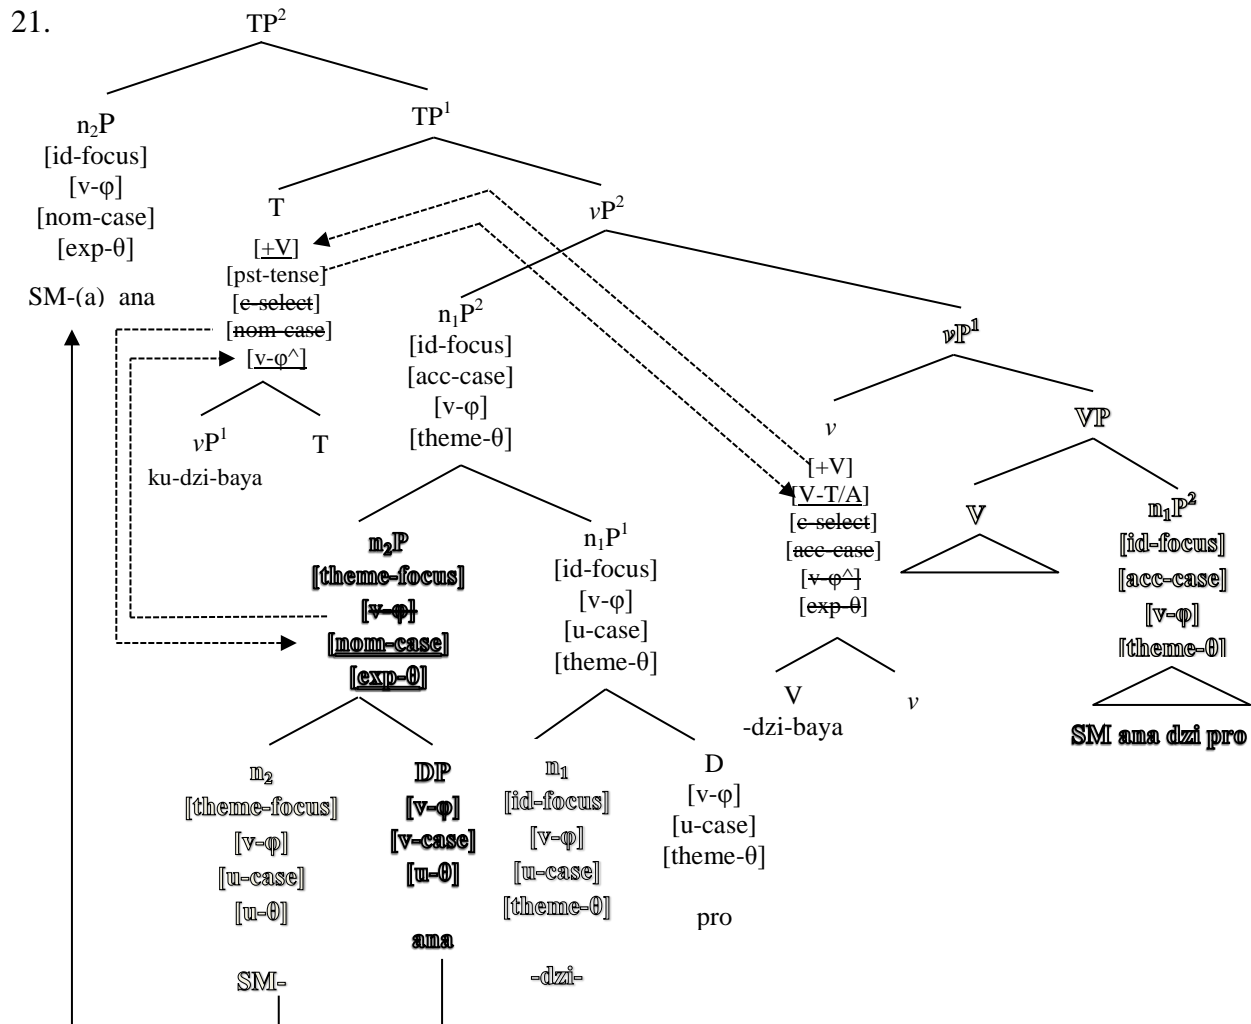 21.
TP²
n₂P
[id-focus]
[v-φ]
[nom-case]
[exp-θ]
SM-(a) ana
TP¹
T
[+V]
[pst-tense]
[c-select]
[nom-case]
[v-φ^]
vP¹
ku-dzi-baya
T
vP²
n₁P²
[id-focus]
[acc-case]
[v-φ]
[theme-θ]
n₂P
[theme-focus]
[v-φ]
[nom-case]
[exp-θ]
n₂
[theme-focus]
[v-φ]
[u-case]
[u-θ]
SM-
DP
[v-φ]
[v-case]
[u-θ]
ana
n₁P¹
[id-focus]
[v-φ]
[u-case]
[theme-θ]
n₁
[id-focus]
[v-φ]
[u-case]
[theme-θ]
-dzi-
D
[v-φ]
[u-case]
[theme-θ]
pro
vP¹
v
[+V]
[V-T/A]
[c-select]
[acc-case]
[v-φ^]
[exp-θ]
V
-dzi-baya
v
VP
V
n₁P²
[id-focus]
[acc-case]
[v-φ]
[theme-θ]
SM ana dzi pro